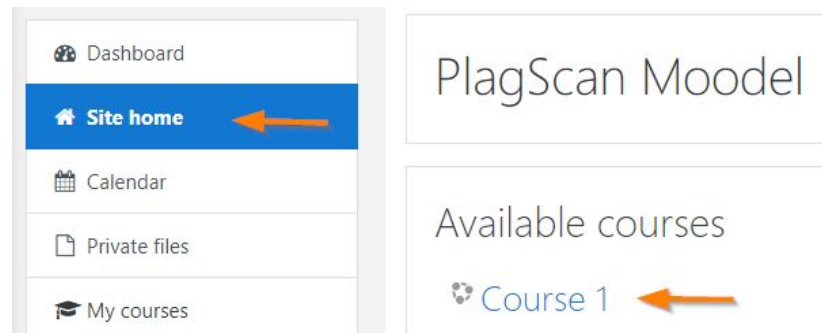 Dashboard
Site home
Calendar
Private files
My courses
PlagScan Moodel
Available courses
Course 1